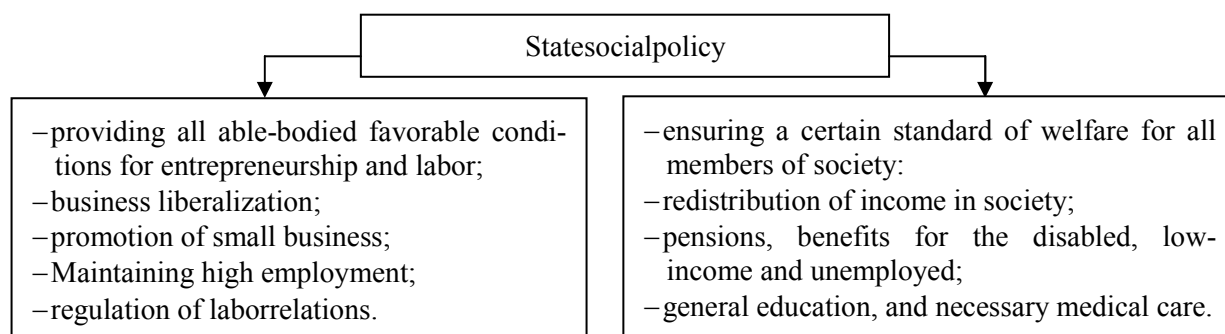 Statesocialpolicy
–providing all able-bodied favorable condi-
tions for entrepreneurship and labor;
–business liberalization;
–promotion of small business;
–Maintaining high employment;
–regulation of laborrelations.
–ensuring a certain standard of welfare for all
members of society:
–redistribution of income in society;
–pensions, benefits for the disabled, low-
income and unemployed;
–general education, and necessary medical care.